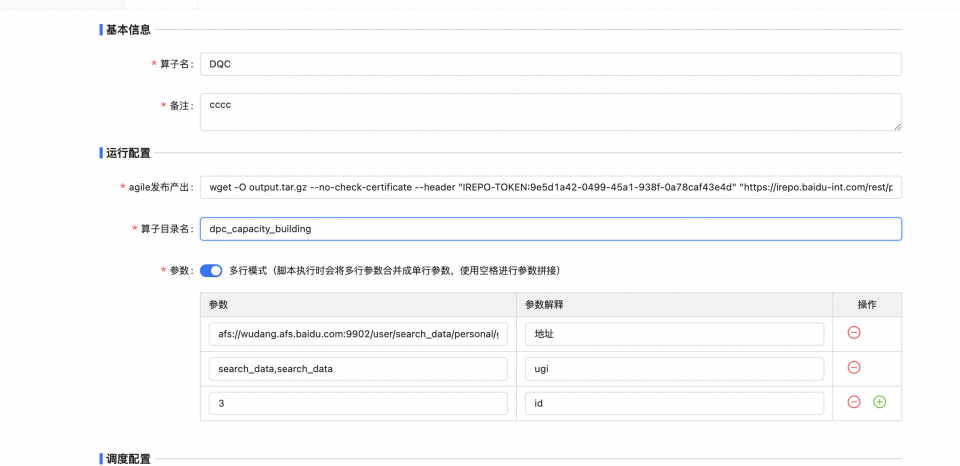 基本信息
* 算子名: DQC
* 备注: cccc
运行配置
* agile发布产出: wget -O output.tar.gz --no-check-certificate --header "IREPO-TOKEN:9e5d1a42-0499-45a1-938f-0a78caf43e4d" "https://irepo.baidu-int.com/rest/p
* 算子目录名: dpc_capacity_building
* 参数: 多行模式（脚本执行时会将多行参数合并成单行参数，使用空格进行参数拼接）
参数 参数解释 操作
afs://wudang.afs.baidu.com:9902/user/search_data/personal/g 地址
search_data,search_data ugi
3 id
调度配置